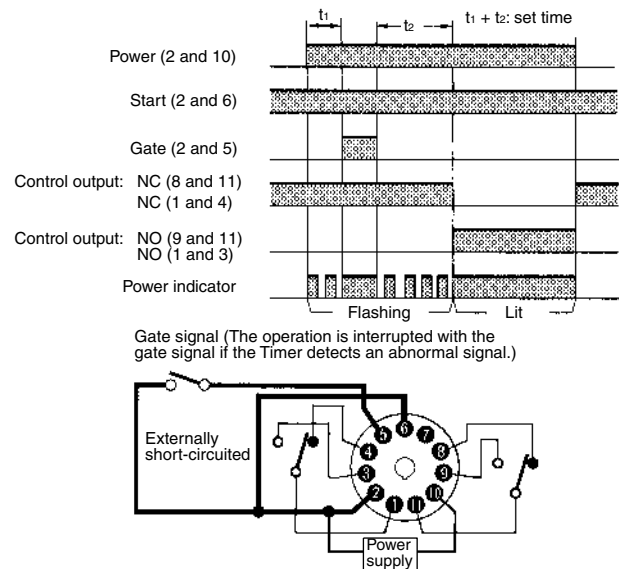 t1 t2 t1 + t2: set time
Power (2 and 10)
Start (2 and 6)
Gate (2 and 5)
Control output: NC (8 and 11)
NC (1 and 4)
Control output: NO (9 and 11)
NO (1 and 3)
Power indicator
Flashing Lit
Gate signal (The operation is interrupted with the
gate signal if the Timer detects an abnormal signal.)
Externally
short-circuited
5 6 7
4 8
3 9
2 10
1 11
Power
supply